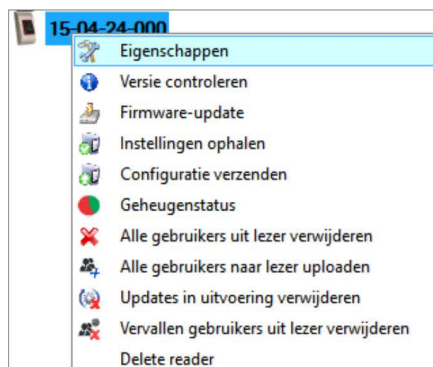 15-04-24-000
Eigenschappen
Versie controleren
Firmware-update
Instellingen ophalen
Configuratie verzenden
Geheugenstatus
Alle gebruikers uit lezer verwijderen
Alle gebruikers naar lezer uploaden
Updates in uitvoering verwijderen
Vervallen gebruikers uit lezer verwijderen
Delete reader